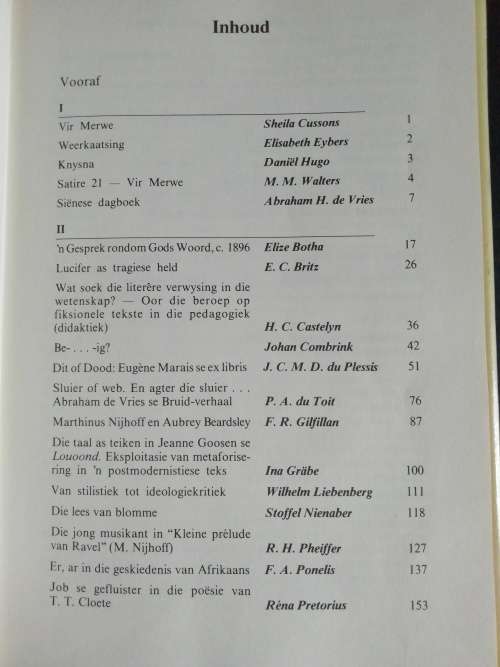 Inhoud
Vooraf
I
Vir Merwe Sheila Cussons 1
Weerkaatsing Elisabeth Eybers 2
Knysna Daniël Hugo 3
Satire 21 — Vir Merwe M. M. Walters 4
Siënese dagboek Abraham H. de Vries 7
II
'n Gesprek rondom Gods Woord, c. 1896 Elize Botha 17
Lucifer as tragiese held E. C. Britz 26
Wat soek die literêre verwysing in die
wetenskap? — Oor die beroep op
fiksionele tekste in die pedagogiek
(didaktiek) H. C. Castelyn 36
Be- . . . -ig? Johan Combrink 42
Dit of Dood: Eugène Marais se ex libris J. C. M. D. du Plessis 51
Sluier of web. En agter die sluier . . .
Abraham de Vries se Bruid-verhaal P. A. du Toit 76
Marthinus Nijhoff en Aubrey Beardsley F. R. Gilfillan 87
Die taal as teiken in Jeanne Goosen se
Louoond. Eksploitasie van metaforise-
ring in 'n postmodernistiese teks Ina Gräbe 100
Van stilistiek tot ideologiekritiek Wilhelm Liebenberg 111
Die lees van blomme Stoffel Nienaber 118
Die jong musikant in “Kleine prélude
van Ravel” (M. Nijhoff) R. H. Pheiffer 127
Er, ar in die geskiedenis van Afrikaans F. A. Ponelis 137
Job se gefluister in die poësie van
T. T. Cloete Réna Pretorius 153